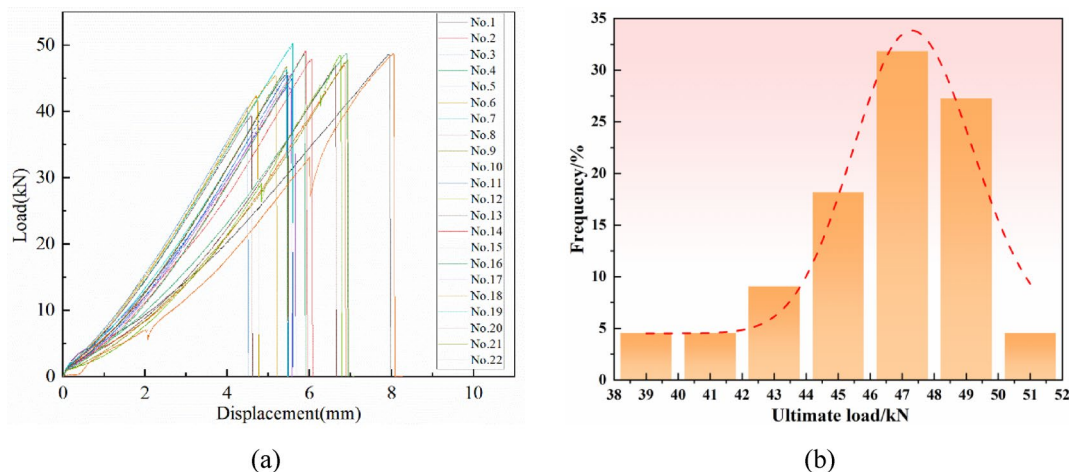 50
40
30
20
10
0
Load(kN)
0 2 4 6 8 10
Displacement(mm)
No.1
No.2
No.3
No.4
No.5
No.6
No.7
No.8
No.9
No.10
No.11
No.12
No.13
No.14
No.15
No.16
No.17
No.18
No.19
No.20
No.21
No.22
(a)
35
30
25
20
15
10
5
0
Frequency/%
38 39 40 41 42 43 44 45 46 47 48 49 50 51 52
Ultimate load/kN
(b)